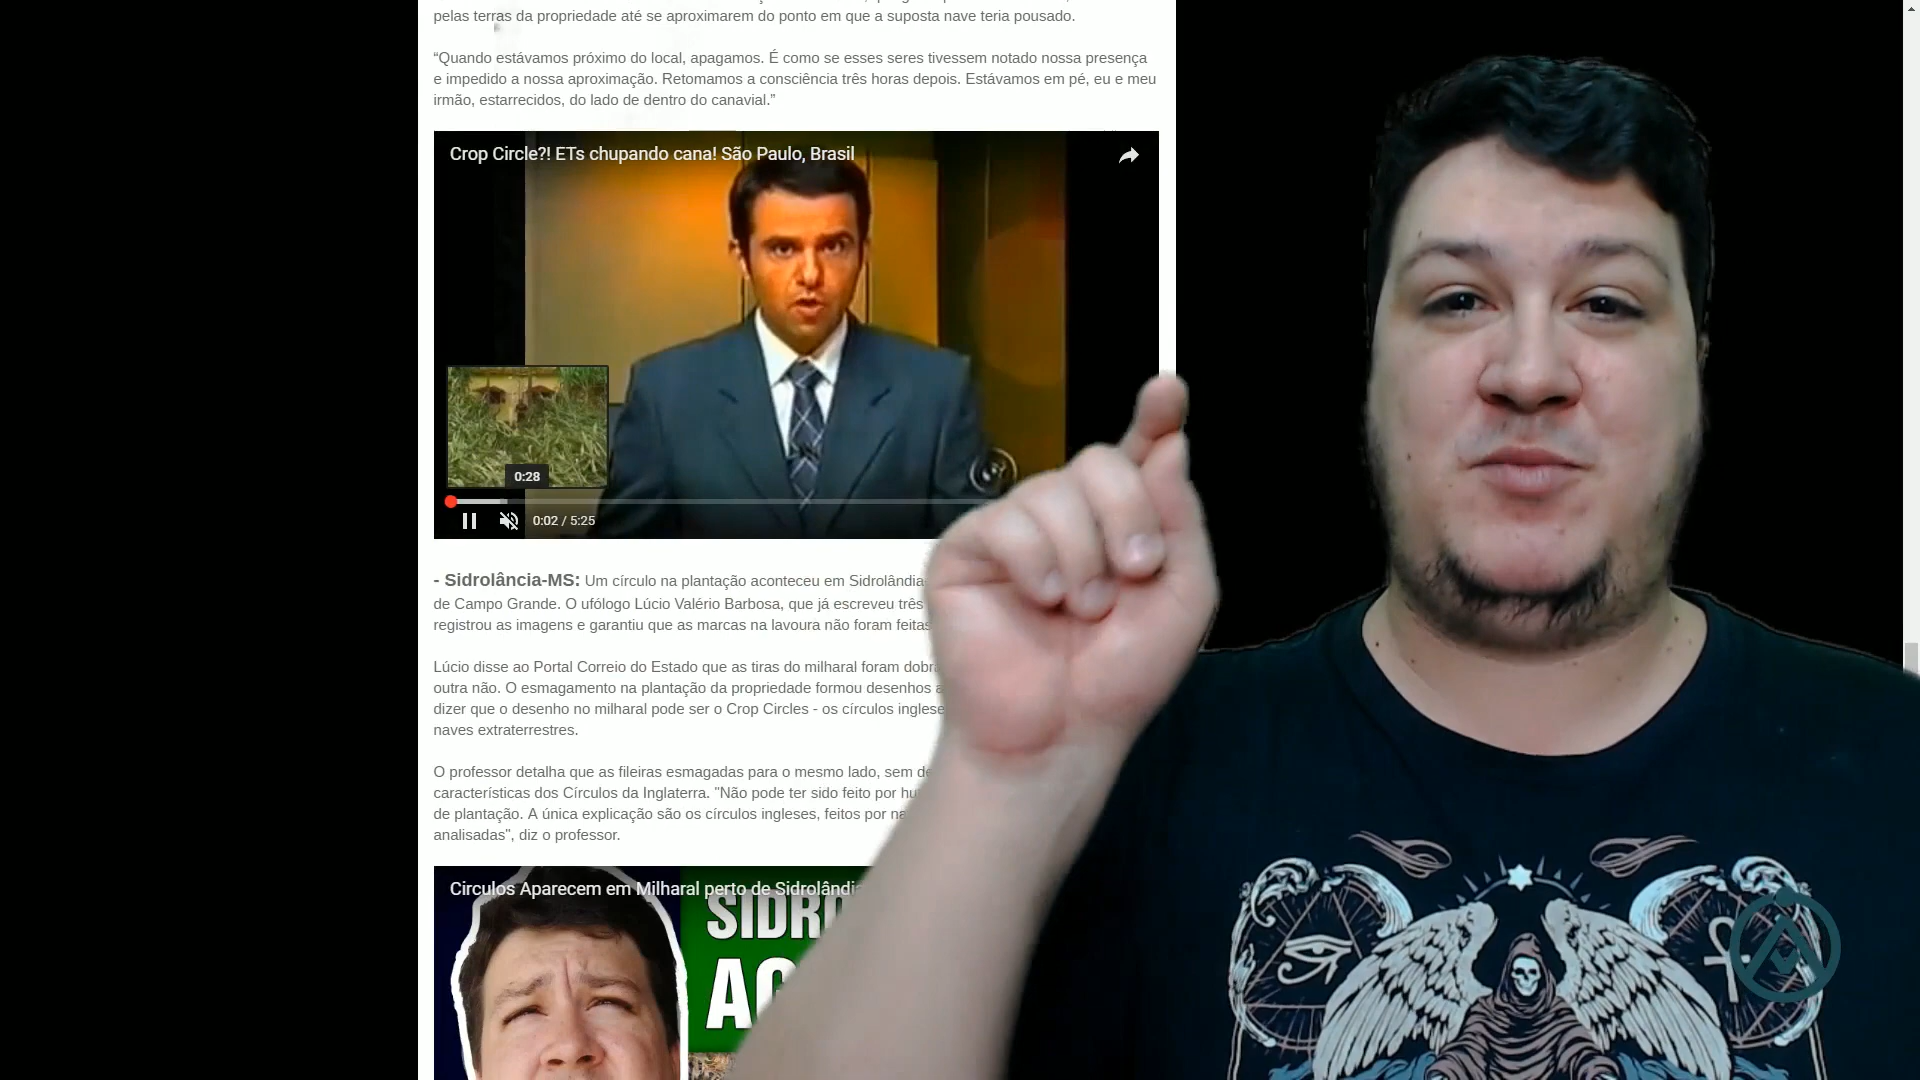 pelas terras da propriedade até se aproximarem do ponto em que a suposta nave teria pousado.
“Quando estávamos próximo do local, apagamos. É como se esses seres tivessem notado nossa presença
e impedido a nossa aproximação. Retomamos a consciência três horas depois. Estávamos em pé, eu e meu
irmão, estarrecidos, do lado de dentro do canavial.”
Crop Circle?! ETs chupando cana! São Paulo, Brasil
0:28
0:02 / 5:25
- Sidrolância-MS: Um círculo na plantação aconteceu em Sidrolândia
de Campo Grande. O ufólogo Lúcio Valério Barbosa, que já escreveu três
registrou as imagens e garantiu que as marcas na lavoura não foram feitas
Lúcio disse ao Portal Correio do Estado que as tiras do milharal foram
outra não. O esmagamento na plantação da propriedade formou desenhos
dizer que o desenho no milharal pode ser o Crop Circles - os círculos
naves extraterrestres.
O professor detalha que as fileiras esmagadas para o mesmo lado, sem
características dos Círculos da Inglaterra. "Não pode ter sido feito por
de plantação. A única explicação são os círculos ingleses, feitos por
analisadas", diz o professor.
Circulos Aparecem em Milharal perto de Sidrolândia